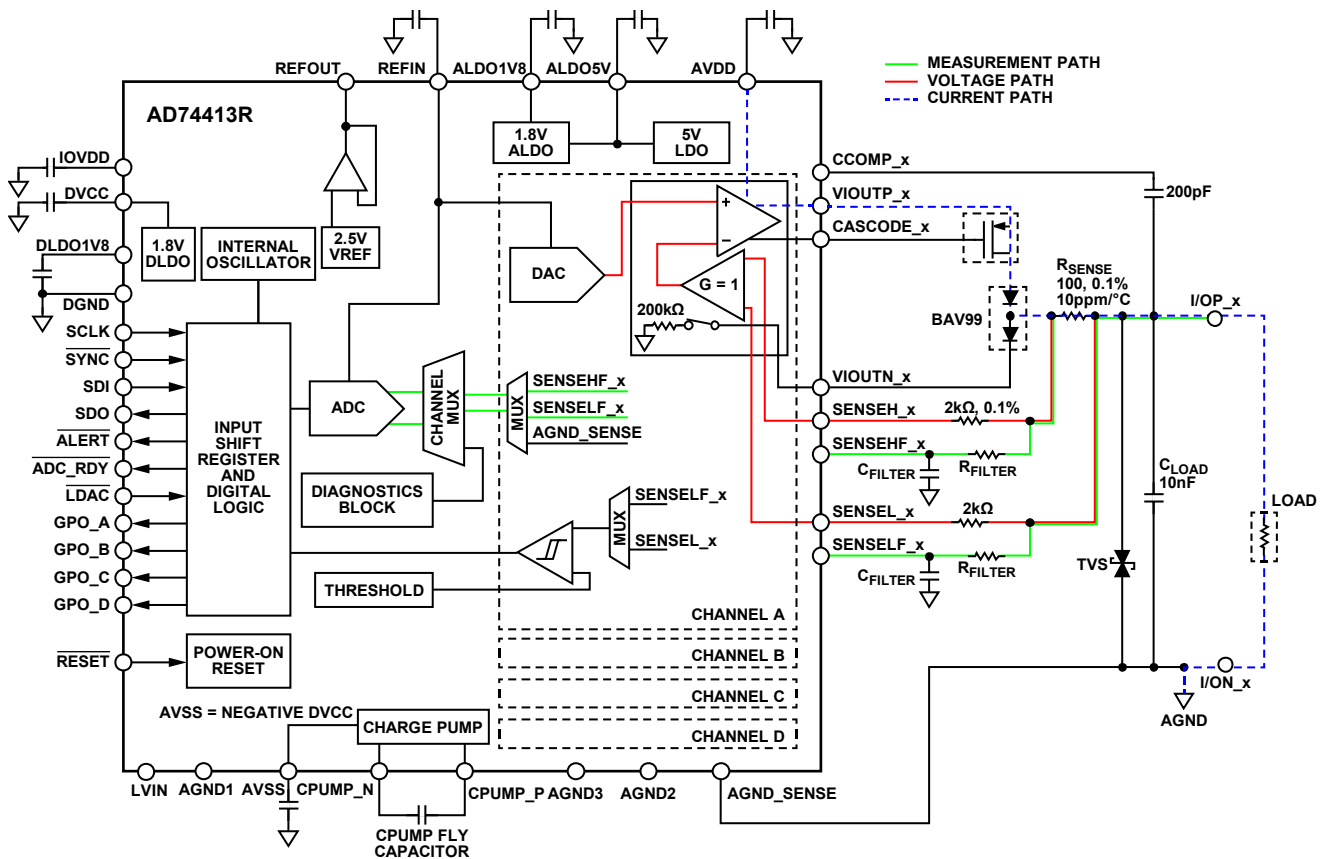 REFOUT
REFIN
ALDO1V8
ALDO5V
AVDD
MEASUREMENT PATH
VOLTAGE PATH
CURRENT PATH
AD74413R
1.8V
ALDO
5V
LDO
IOVDD
DVCC
DLDO1V8
DGND
SCLK
SYNC
SDI
SDO
ALERT
ADC_RDY
LDAC
GPO_A
GPO_B
GPO_C
GPO_D
RESET
1.8V
DLDO
INTERNAL
OSCILLATOR
2.5V
VREF
INPUT
SHIFT
REGISTER
AND
DIGITAL
LOGIC
POWER-ON
RESET
ADC
CHANNEL
MUX
MUX
SENSEHF_x
SENSELF_x
AGND_SENSE
DIAGNOSTICS
BLOCK
THRESHOLD
MUX
SENSELF_x
SENSEL_x
DAC
+
–
G = 1
200kΩ
CHANNEL A
CHANNEL B
CHANNEL C
CHANNEL D
CCOMP_x
VIOUTP_x
CASCODE_x
VIOUTN_x
SENSEH_x
SENSEHF_x
SENSEL_x
SENSELF_x
200pF
RSENSE
100, 0.1%
10ppm/°C
I/OP_x
BAV99
2kΩ, 0.1%
CFILTER
RFILTER
2kΩ
CFILTER
RFILTER
TVS
CLOAD
10nF
LOAD
I/ON_x
AGND
AVSS = NEGATIVE DVCC
CHARGE PUMP
LVIN
AGND1
AVSS
CPUMP_N
CPUMP_P
AGND3
AGND2
AGND_SENSE
CPUMP FLY
CAPACITOR